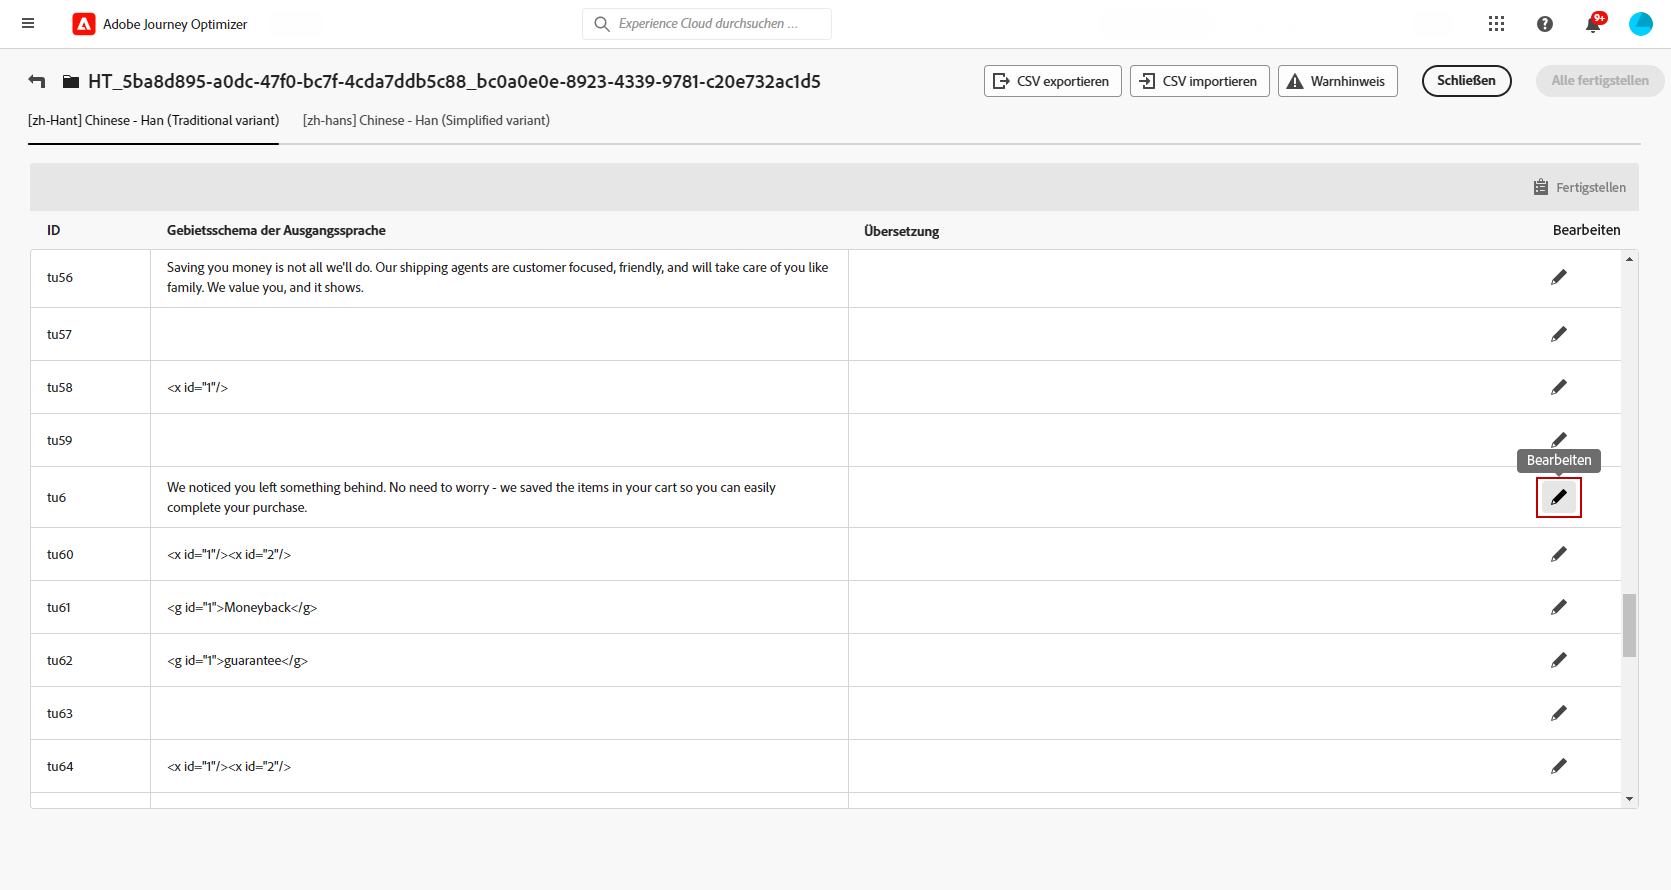 Adobe Journey Optimizer
Experience Cloud durchsuchen ...
9+
HT_5ba8d895-a0dc-47f0-bc7f-4cda7ddb5c88_bc0a0e0e-8923-4339-9781-c20e732ac1d5
CSV exportieren
CSV importieren
Warnhinweis
Schließen
Alle fertigstellen
[zh-Hant] Chinese - Han (Traditional variant)
[zh-hans] Chinese - Han (Simplified variant)
Fertigstellen
ID
Gebietsschema der Ausgangssprache
Übersetzung
Bearbeiten
tu56
Saving you money is not all we'll do. Our shipping agents are customer focused, friendly, and will take care of you like
family. We value you, and it shows.
tu57
tu58
<x id="1"/>
tu59
Bearbeiten
tu6
We noticed you left something behind. No need to worry - we saved the items in your cart so you can easily
complete your purchase.
tu60
<x id="1"/><x id="2"/>
tu61
<g id="1">Moneyback</g>
tu62
<g id="1">guarantee</g>
tu63
tu64
<x id="1"/><x id="2"/>